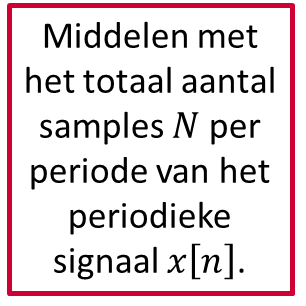 Middelen met
het totaal aantal
samples N per
periode van het
periodieke
signaal x[n].